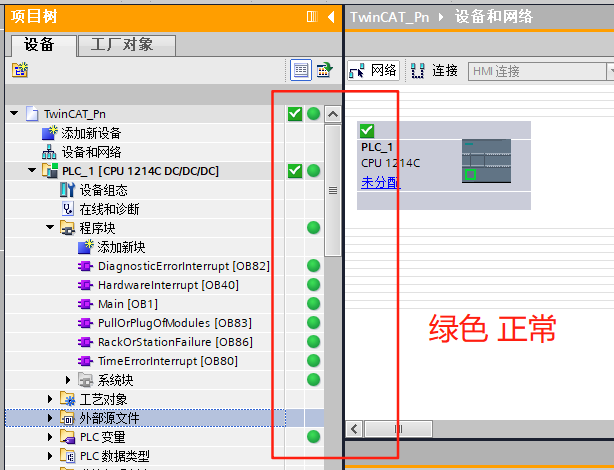 项目树
设备
工厂对象
TwinCAT_Pn
添加新设备
设备和网络
PLC_1 [CPU 1214C DC/DC/DC]
设备组态
在线和诊断
程序块
添加新块
DiagnosticErrorInterrupt [OB82]
HardwareInterrupt [OB40]
Main [OB1]
PullOrPlugOfModules [OB83]
RackOrStationFailure [OB86]
TimeErrorInterrupt [OB80]
系统块
工艺对象
外部源文件
PLC 变量
PLC 数据类型
TwinCAT_Pn 设备和网络
网络
连接
HMI 连接
PLC_1
CPU 1214C
未分配
绿色 正常